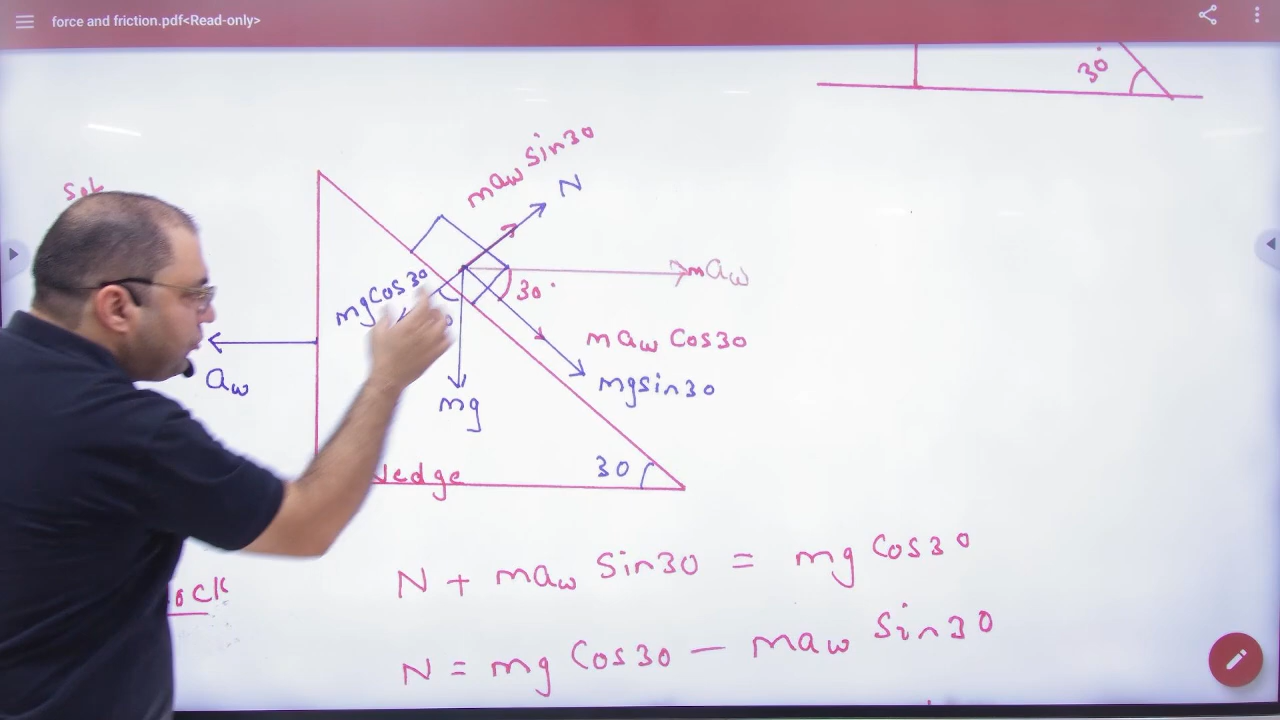 force and friction.pdf<Read-only>
30°
maw sin30
N
mgcos30
maw
30°
maw Cos30
aw
mgsin30
mg
30
N + maw Sin30 = mg Cos30
N = mg Cos30 - maw Sin30